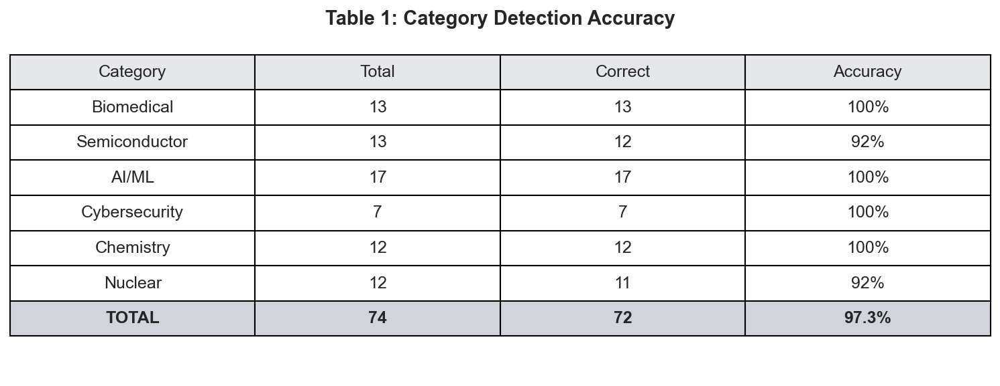 Table 1: Category Detection Accuracy
Category Total Correct Accuracy
Biomedical 13 13 100%
Semiconductor 13 12 92%
AI/ML 17 17 100%
Cybersecurity 7 7 100%
Chemistry 12 12 100%
Nuclear 12 11 92%
TOTAL 74 72 97.3%